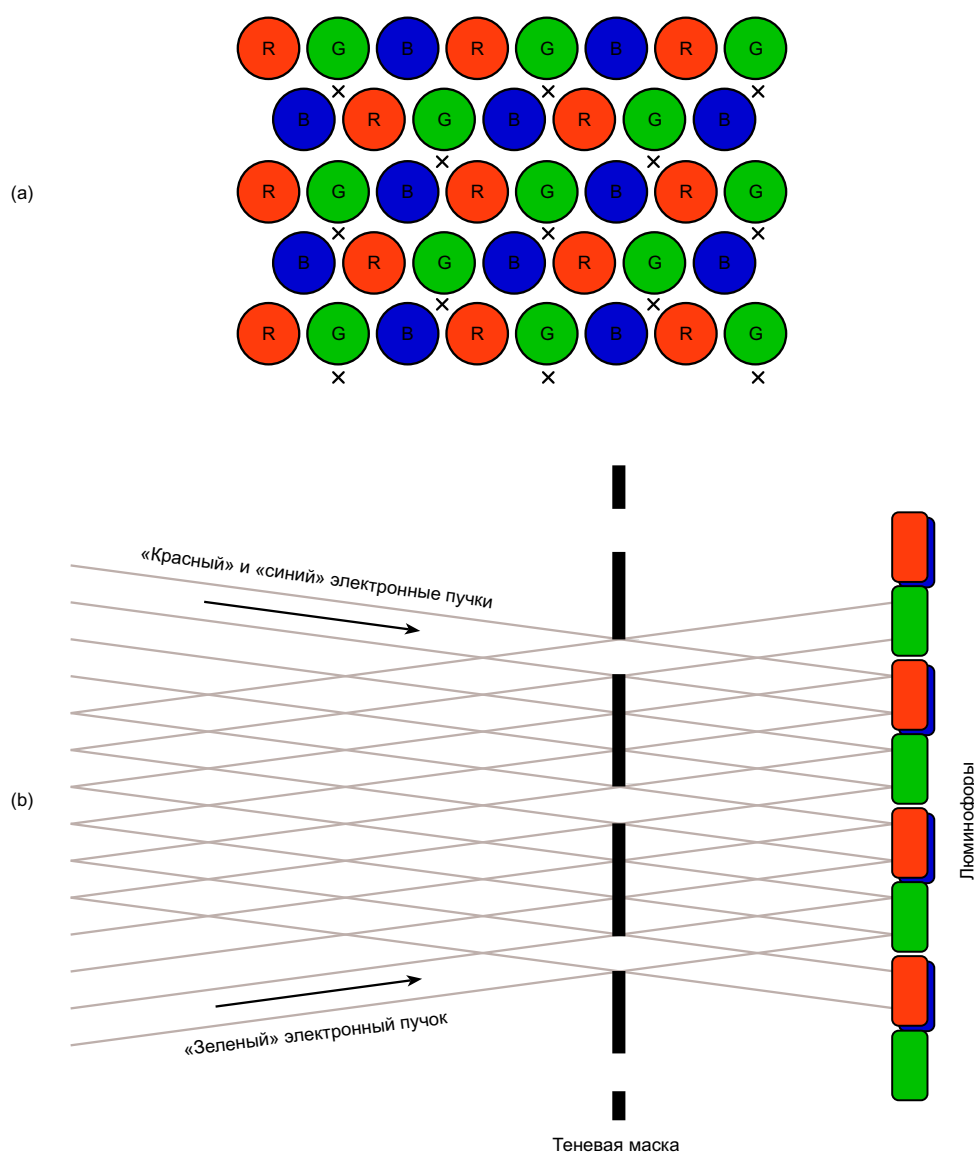 R G B R G B R G
B R G B R G B
(a)
R G B R G B R G
B R G B R G B
R G B R G B R G
«Красный» и «синий» электронные пучки
(b)
Люминофоры
«Зеленый» электронный пучок
Теневая маска